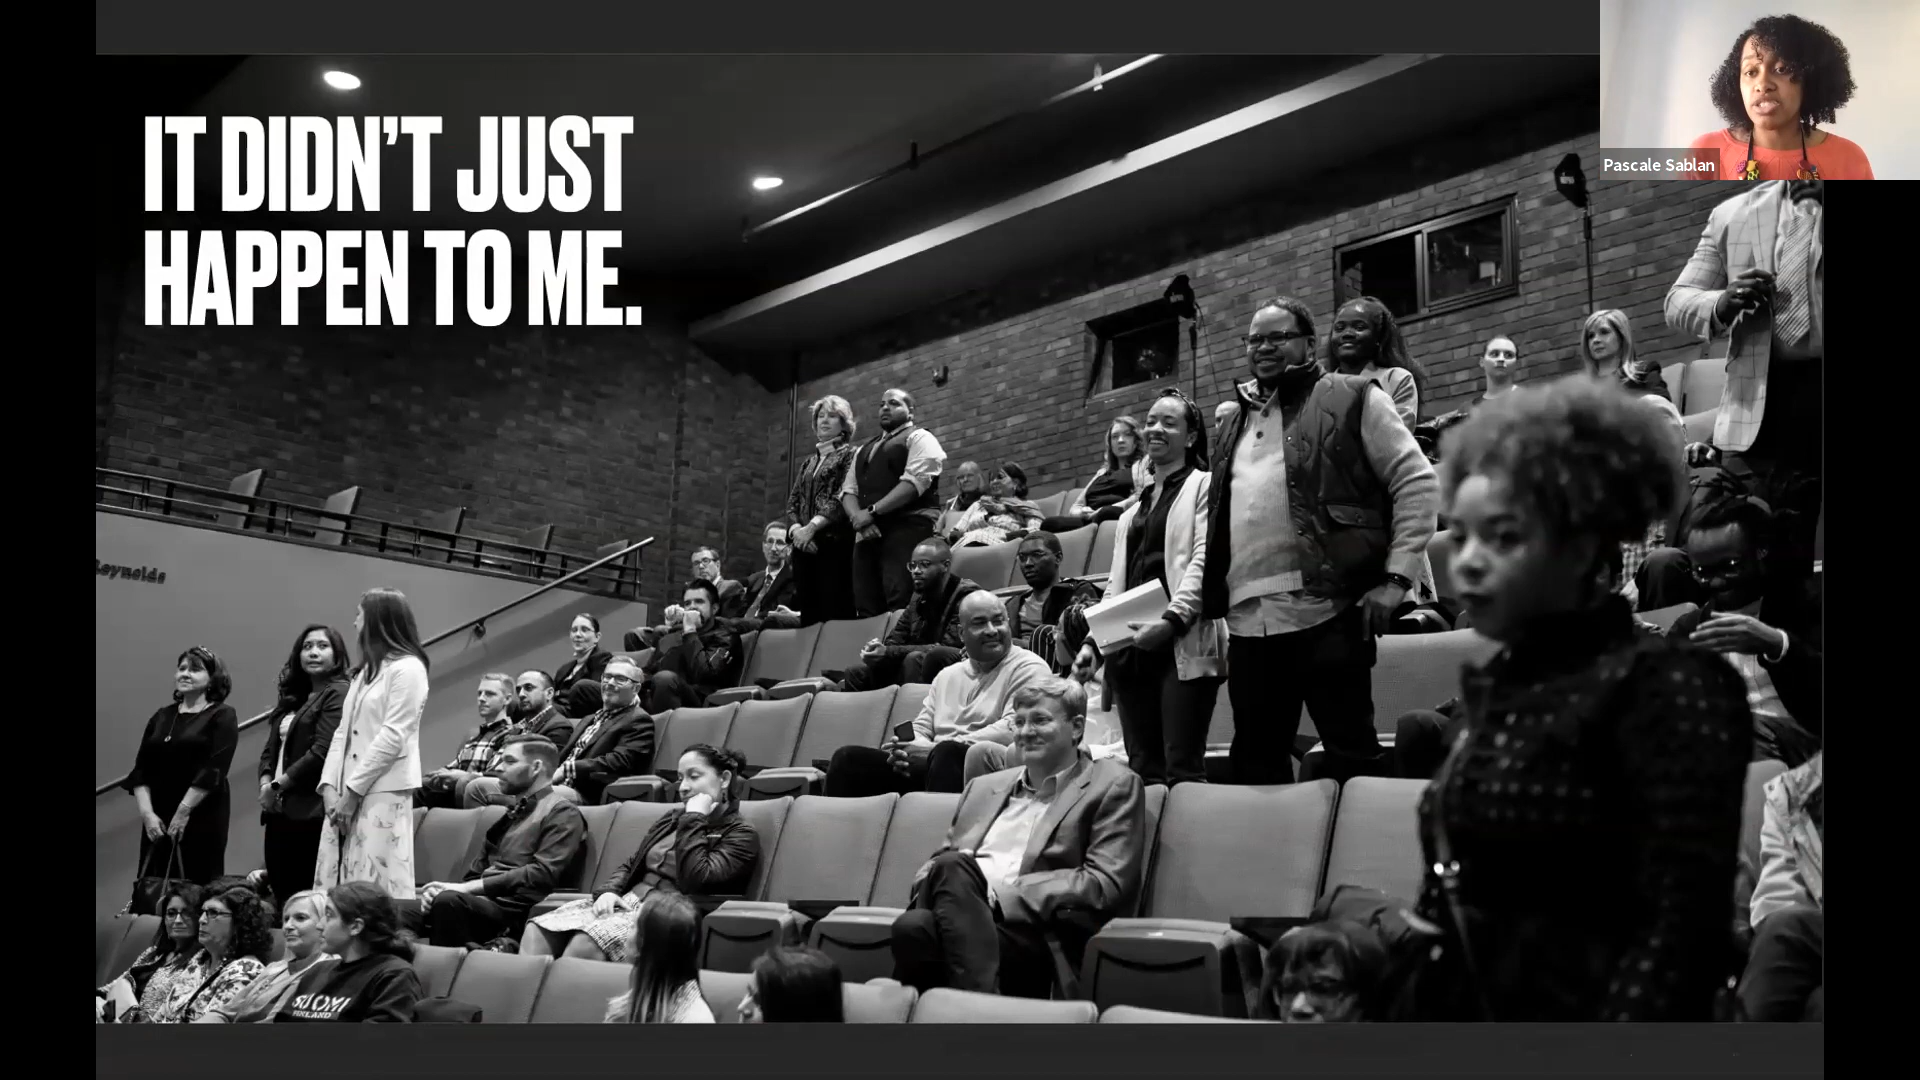 IT DIDN'T JUST
HAPPEN TO ME.
Pascale Sablan
Reynolds
SUOMI
FINLAND